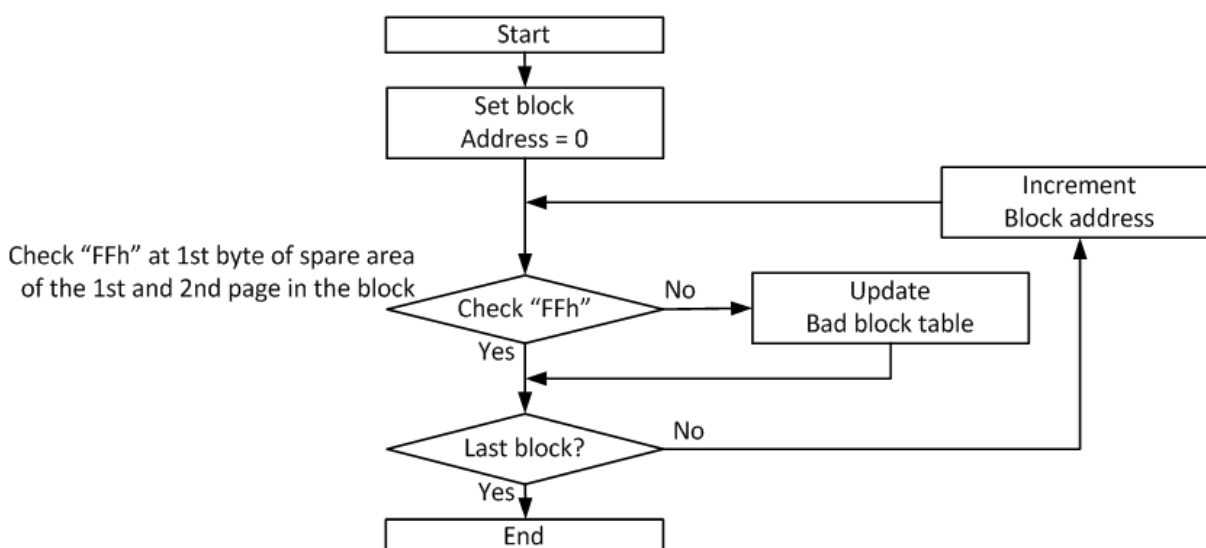 Start
Set block
Address = 0
Increment
Block address
Check “FFh” at 1st byte of spare area
of the 1st and 2nd page in the block
Check “FFh”
No
Update
Bad block table
Yes
Last block?
No
Yes
End